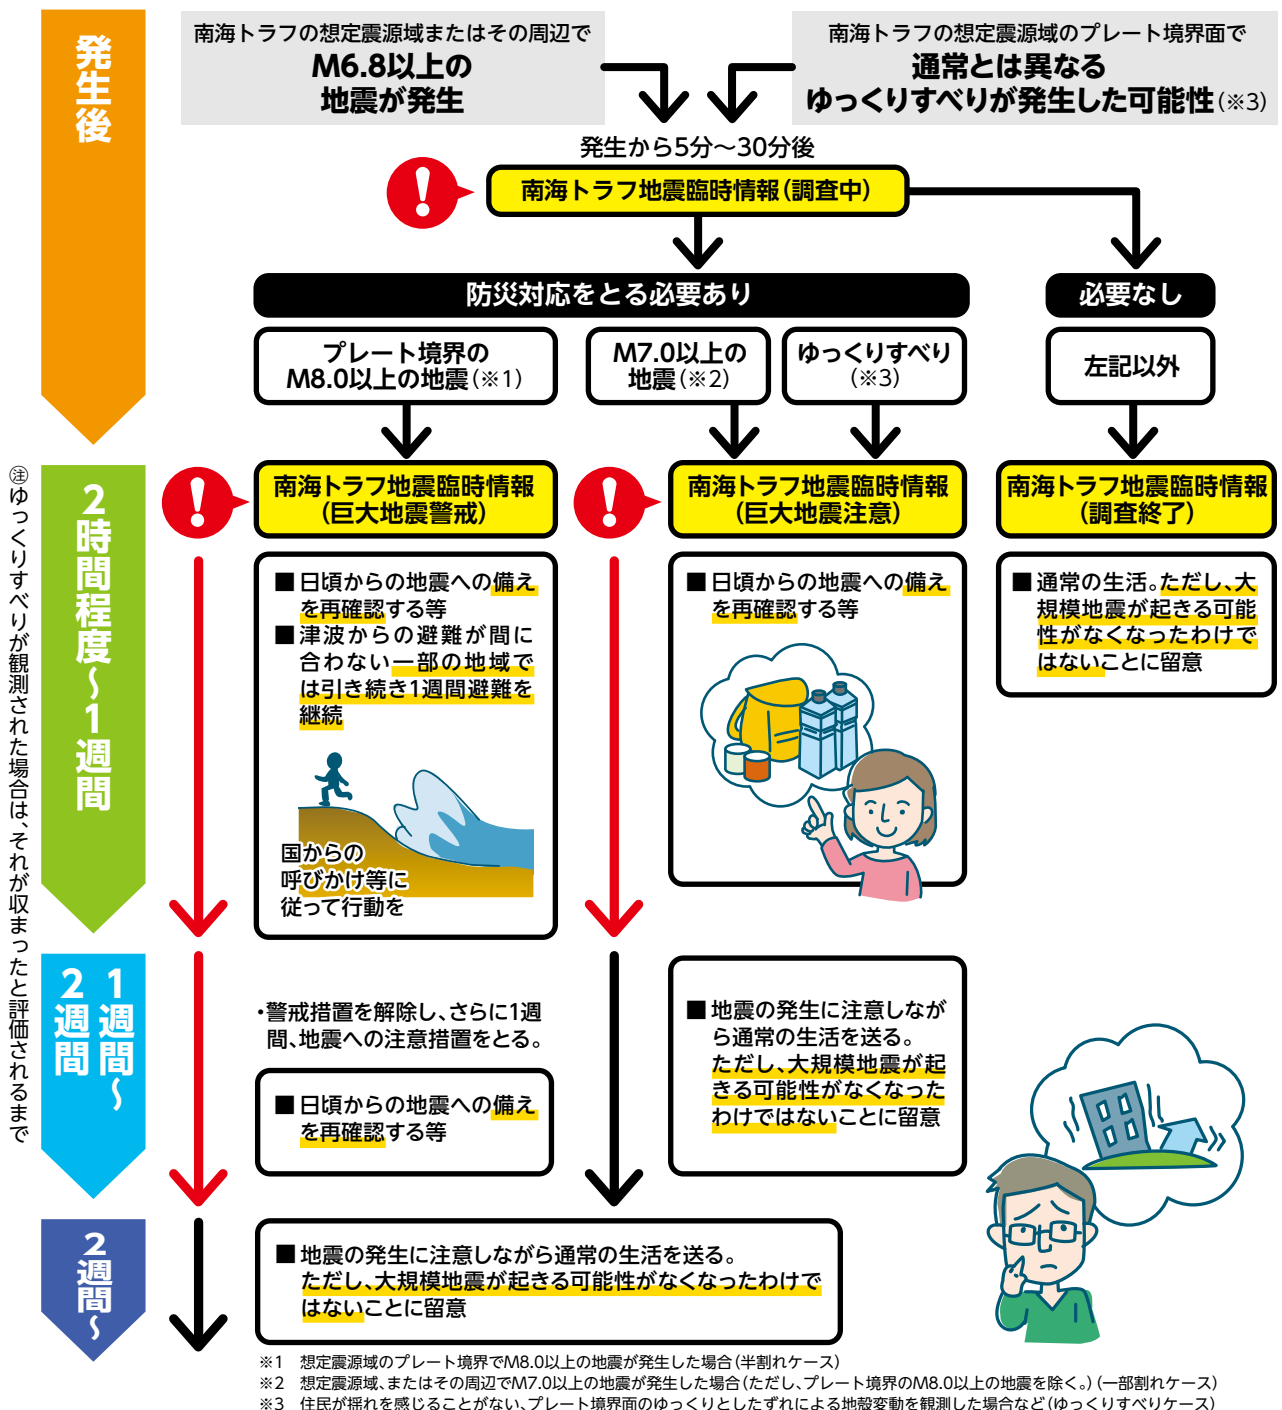 発生後
南海トラフの想定震源域またはその周辺で
M6.8以上の
地震が発生
南海トラフの想定震源域のプレート境界面で
通常とは異なる
ゆっくりすべりが発生した可能性(※3)
発生から5分～30分後
南海トラフ地震臨時情報(調査中)
防災対応をとる必要あり
必要なし
プレート境界の
M8.0以上の地震(※1)
M7.0以上の
地震(※2)
ゆっくりすべり
(※3)
左記以外
2時間程度～1週間
南海トラフ地震臨時情報
(巨大地震警戒)
南海トラフ地震臨時情報
(巨大地震注意)
南海トラフ地震臨時情報
(調査終了)
■日頃からの地震への備え
を再確認する等
■津波からの避難が間に
合わない一部の地域で
は引き続き1週間避難を
継続
国からの
呼びかけ等に
従って行動を
■日頃からの地震への備え
を再確認する等
■通常の生活。ただし、大
規模地震が起きる可能
性がなくなったわけで
はないことに留意
㊟ゆっくりすべりが観測された場合は、それが収まったと評価されるまで
1週間～
2週間
・警戒措置を解除し、さらに1週
間、地震への注意措置をとる。
■日頃からの地震への備え
を再確認する等
■地震の発生に注意しなが
ら通常の生活を送る。
ただし、大規模地震が起
きる可能性がなくなった
わけではないことに留意
2週間～
■地震の発生に注意しながら通常の生活を送る。
ただし、大規模地震が起きる可能性がなくなったわけで
はないことに留意
※1 想定震源域のプレート境界でM8.0以上の地震が発生した場合(半割れケース)
※2 想定震源域、またはその周辺でM7.0以上の地震が発生した場合(ただし、プレート境界のM8.0以上の地震を除く。)(一部割れケース)
※3 住民が揺れを感じることがない、プレート境界面のゆっくりとしたずれによる地殻変動を観測した場合など(ゆっくりすべりケース)